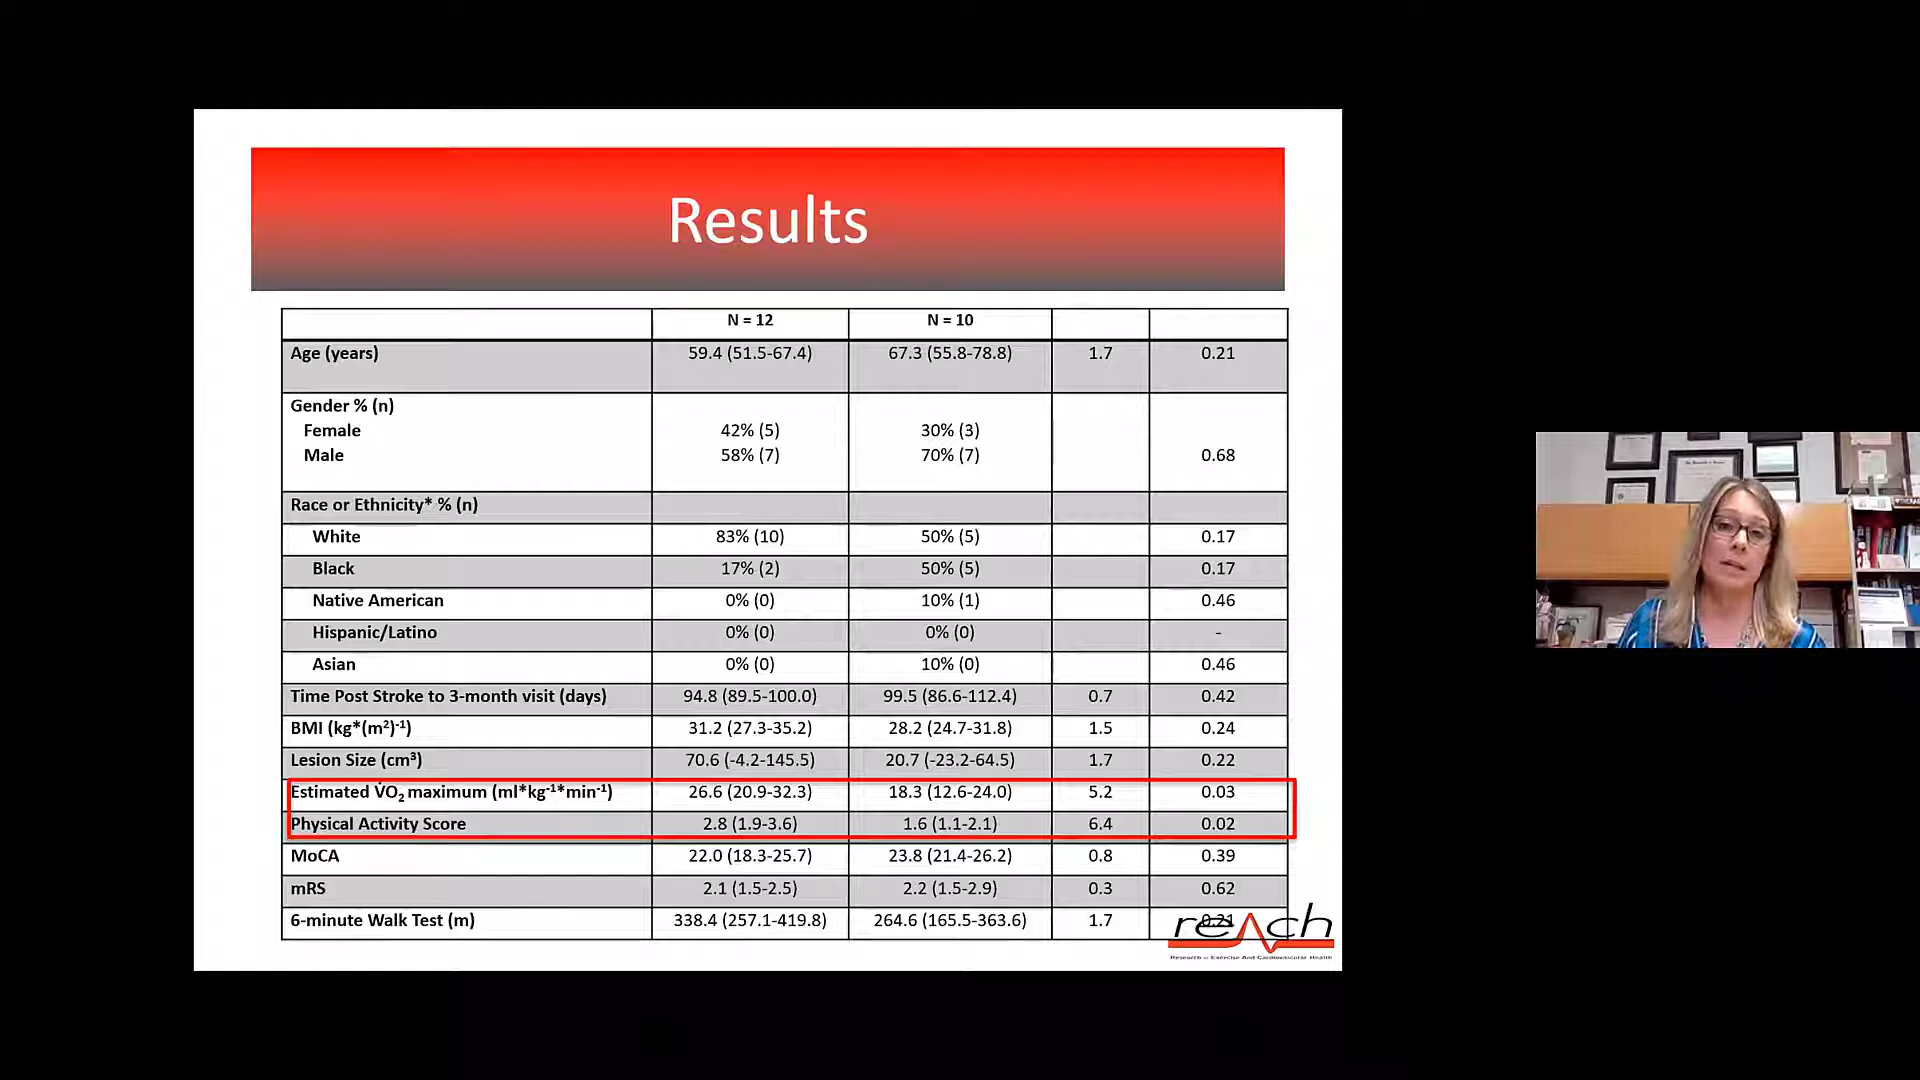 Results
N = 12 N = 10
Age (years) 59.4 (51.5-67.4) 67.3 (55.8-78.8) 1.7 0.21
Gender % (n)
Female 42% (5) 30% (3)
Male 58% (7) 70% (7) 0.68
Race or Ethnicity* % (n)
White 83% (10) 50% (5) 0.17
Black 17% (2) 50% (5) 0.17
Native American 0% (0) 10% (1) 0.46
Hispanic/Latino 0% (0) 0% (0) -
Asian 0% (0) 10% (0) 0.46
Time Post Stroke to 3-month visit (days) 94.8 (89.5-100.0) 99.5 (86.6-112.4) 0.7 0.42
BMI (kg*(m²)⁻¹) 31.2 (27.3-35.2) 28.2 (24.7-31.8) 1.5 0.24
Lesion Size (cm³) 70.6 (-4.2-145.5) 20.7 (-23.2-64.5) 1.7 0.22
Estimated V̇O₂ maximum (ml*kg⁻¹*min⁻¹) 26.6 (20.9-32.3) 18.3 (12.6-24.0) 5.2 0.03
Physical Activity Score 2.8 (1.9-3.6) 1.6 (1.1-2.1) 6.4 0.02
MoCA 22.0 (18.3-25.7) 23.8 (21.4-26.2) 0.8 0.39
mRS 2.1 (1.5-2.5) 2.2 (1.5-2.9) 0.3 0.62
6-minute Walk Test (m) 338.4 (257.1-419.8) 264.6 (165.5-363.6) 1.7 0.21
reach
Research in Exercise And Cardiovascular Health